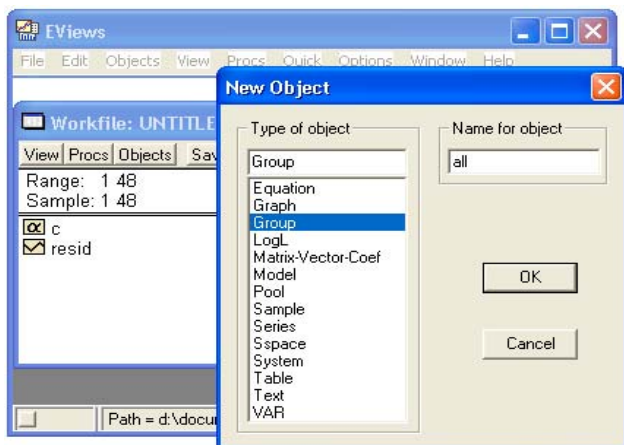 EViews
File Edit Objects View Procs Quick Options Window Help
New Object
Workfile: UNTITLE
View Procs Objects Sav
Range: 1 48
Sample: 1 48
c
resid
Path = d:\docu
Type of object
Group
Equation
Graph
Group
LogL
Matrix-Vector-Coef
Model
Pool
Sample
Series
Sspace
System
Table
Text
VAR
Name for object
all
OK
Cancel